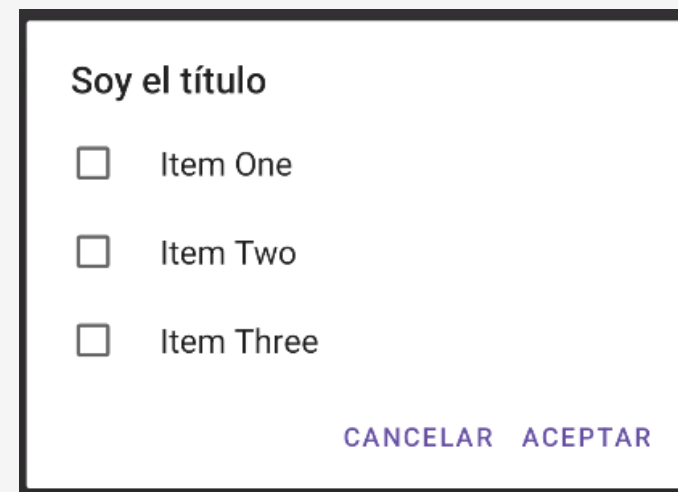 Soy el título
Item One
Item Two
Item Three
CANCELAR ACEPTAR